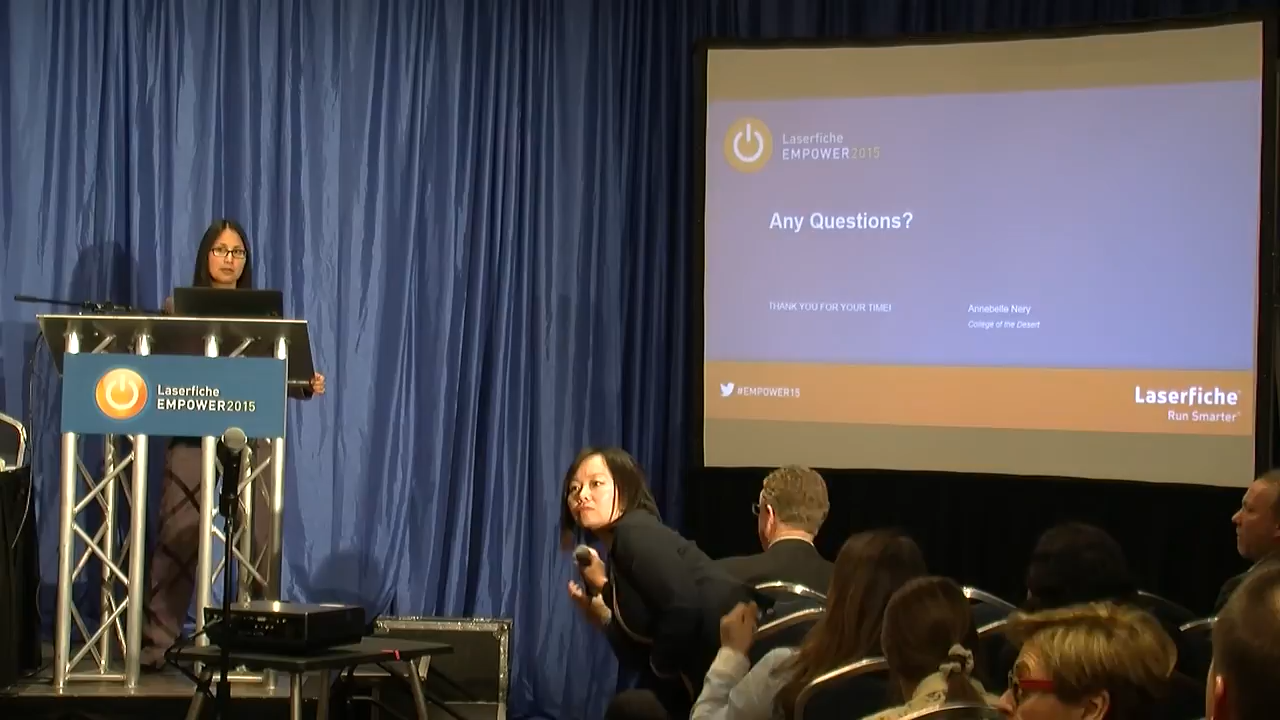 Laserfiche
EMPOWER2015
Any Questions?
THANK YOU FOR YOUR TIME!
Annebelle Nery
College of the Desert
#EMPOWER15
Laserfiche
Run Smarter
Laserfiche
EMPOWER2015